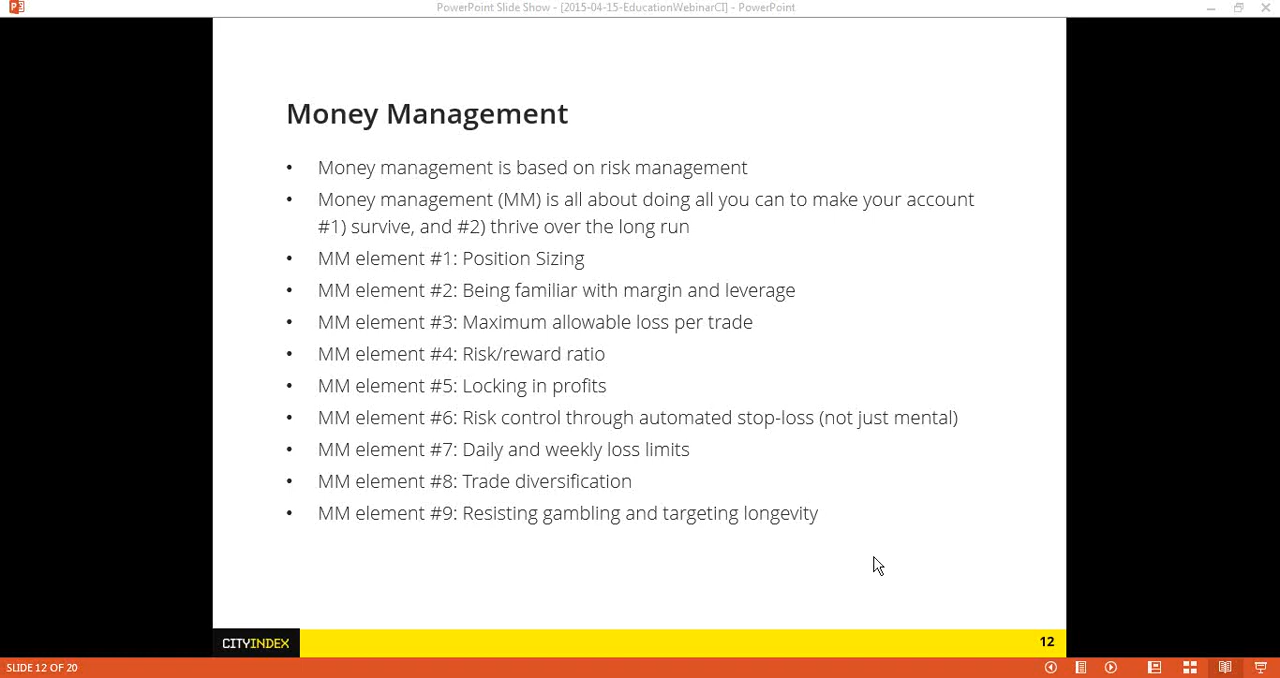 PowerPoint Slide Show - [2015-04-15-EducationWebinarCI] - PowerPoint
Money Management
• Money management is based on risk management
• Money management (MM) is all about doing all you can to make your account
#1) survive, and #2) thrive over the long run
• MM element #1: Position Sizing
• MM element #2: Being familiar with margin and leverage
• MM element #3: Maximum allowable loss per trade
• MM element #4: Risk/reward ratio
• MM element #5: Locking in profits
• MM element #6: Risk control through automated stop-loss (not just mental)
• MM element #7: Daily and weekly loss limits
• MM element #8: Trade diversification
• MM element #9: Resisting gambling and targeting longevity
CITYINDEX
12
SLIDE 12 OF 20